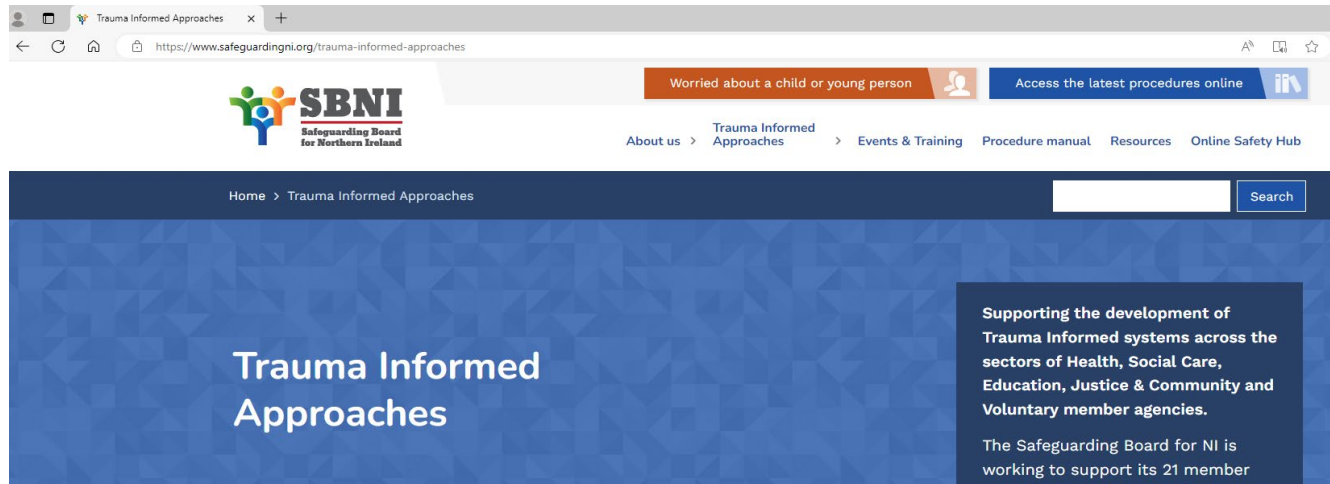 Trauma Informed Approaches
https://www.safeguardingni.org/trauma-informed-approaches
SBNI
Safeguarding Board
for Northern Ireland
Worried about a child or young person
Access the latest procedures online
About us > Trauma Informed Approaches > Events & Training Procedure manual Resources Online Safety Hub
Home > Trauma Informed Approaches
Search
Trauma Informed
Approaches
Supporting the development of
Trauma Informed systems across the
sectors of Health, Social Care,
Education, Justice & Community and
Voluntary member agencies.
The Safeguarding Board for NI is
working to support its 21 member